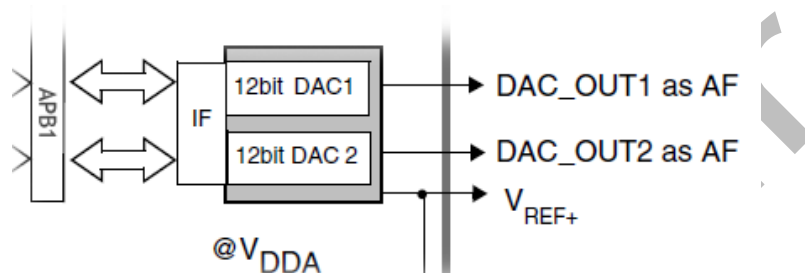 APB1
IF
12bit DAC1
12bit DAC 2
DAC_OUT1 as AF
DAC_OUT2 as AF
VREF+
@VDDA